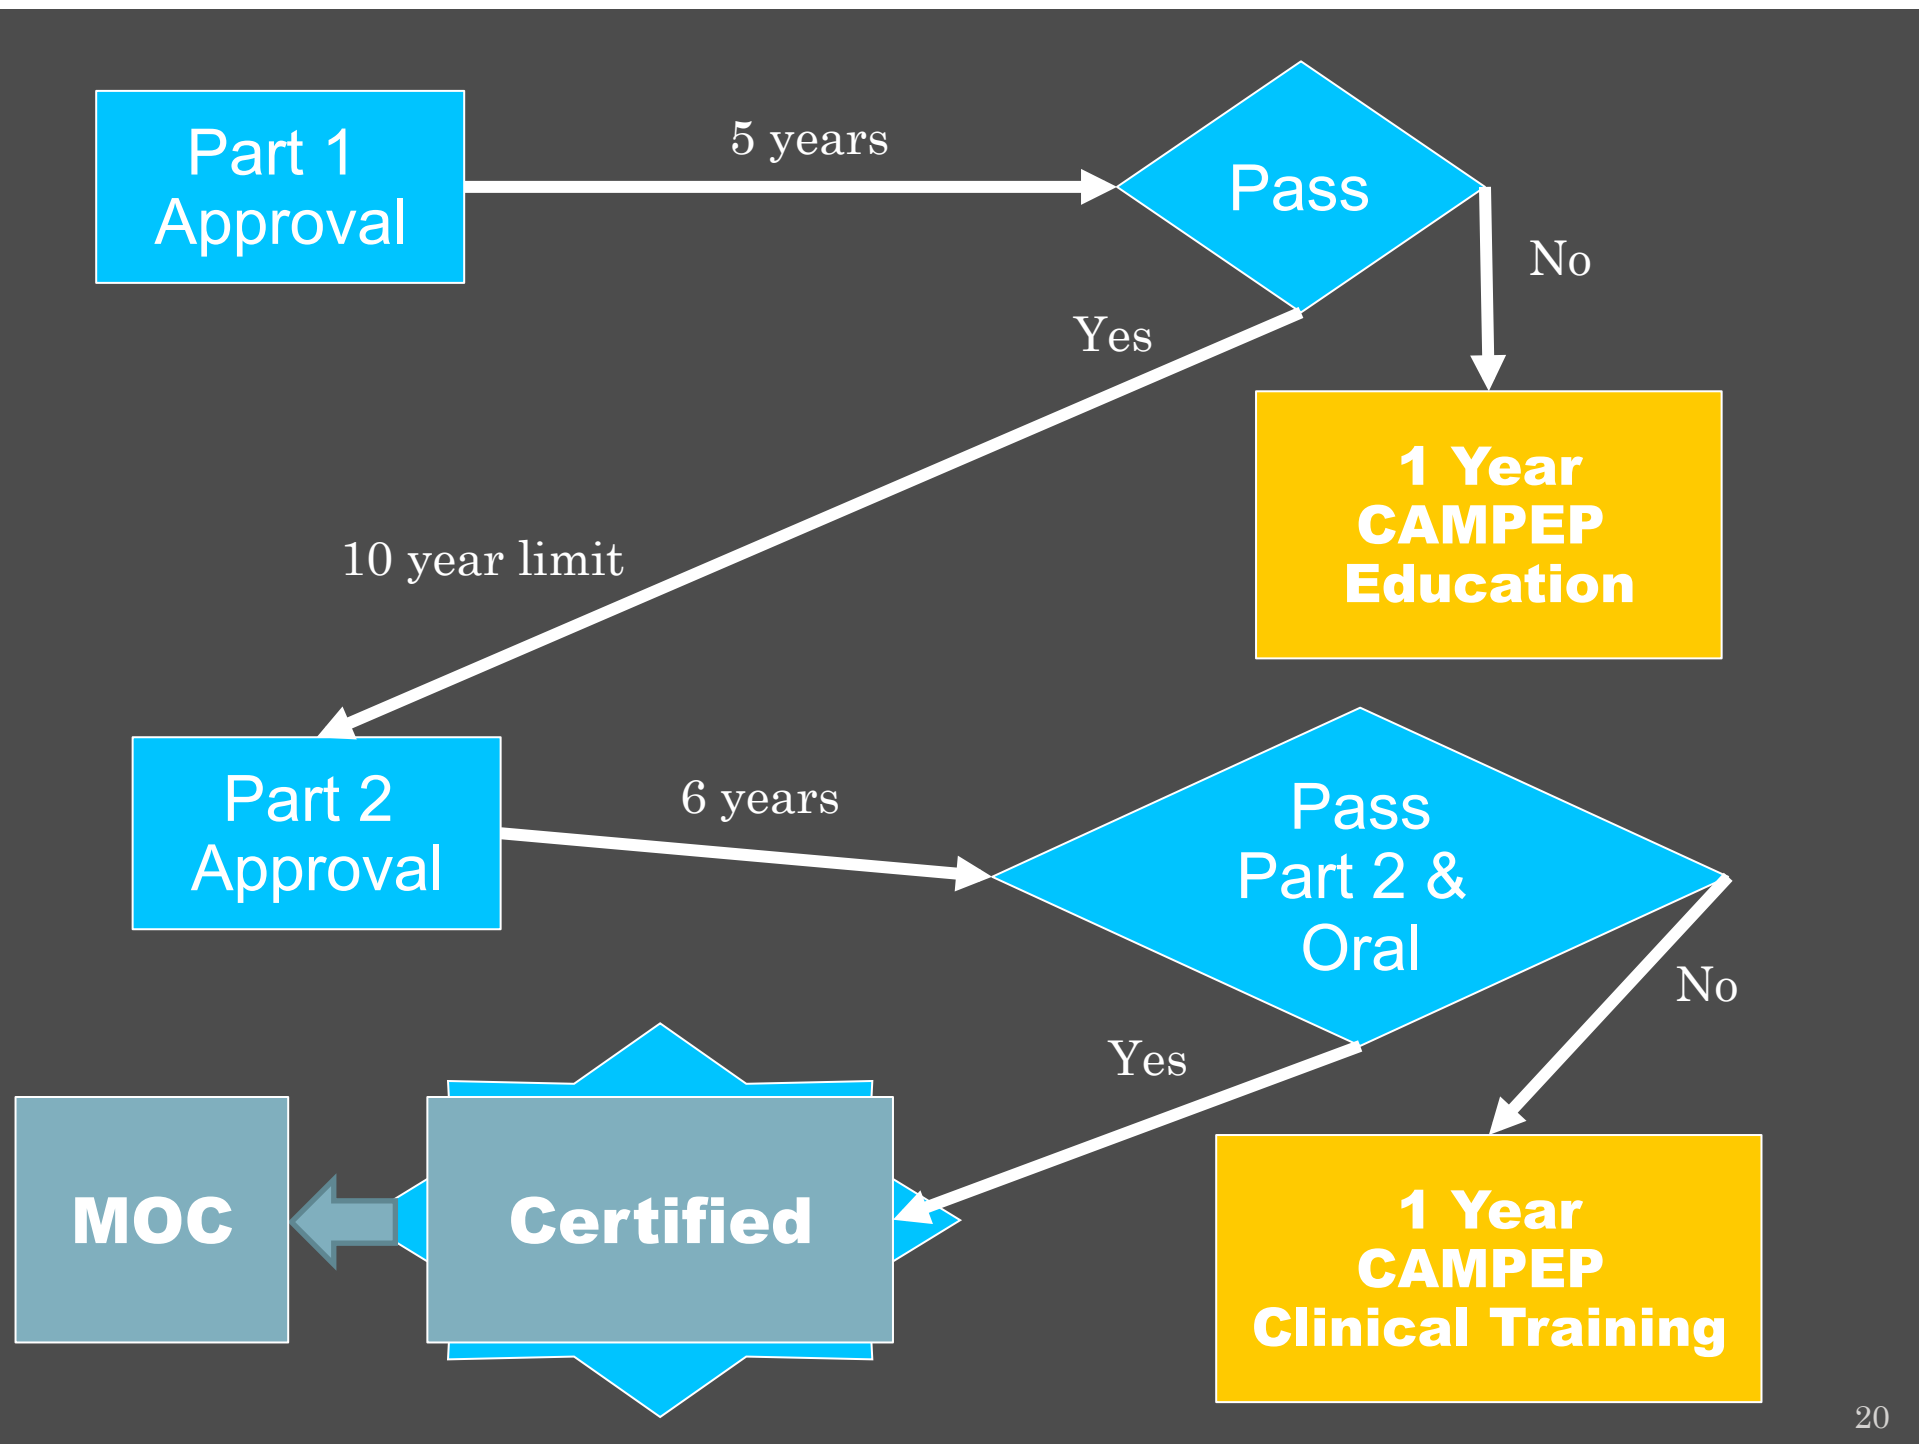 Part 1
Approval
5 years
Pass
No
Yes
1 Year
CAMPEP
Education
10 year limit
Part 2
Approval
6 years
Pass
Part 2 &
Oral
No
Yes
MOC
Certified
1 Year
CAMPEP
Clinical Training
20